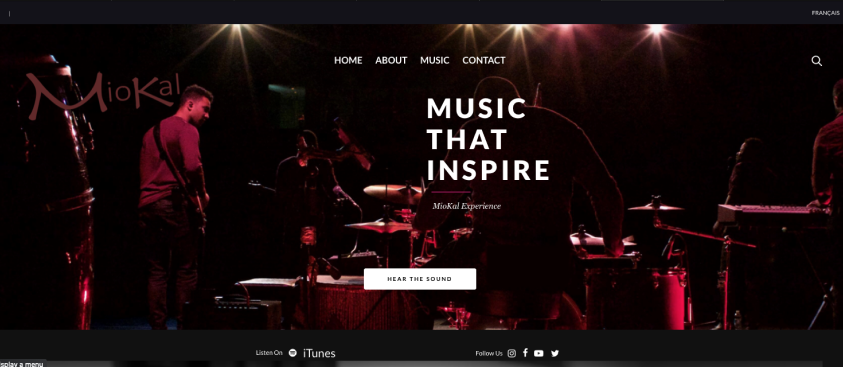 FRANÇAIS
HOME ABOUT MUSIC CONTACT
MioKal
MUSIC
THAT
INSPIRE
MioKal Experience
HEAR THE SOUND
Listen On iTunes Follow Us
splay a menu